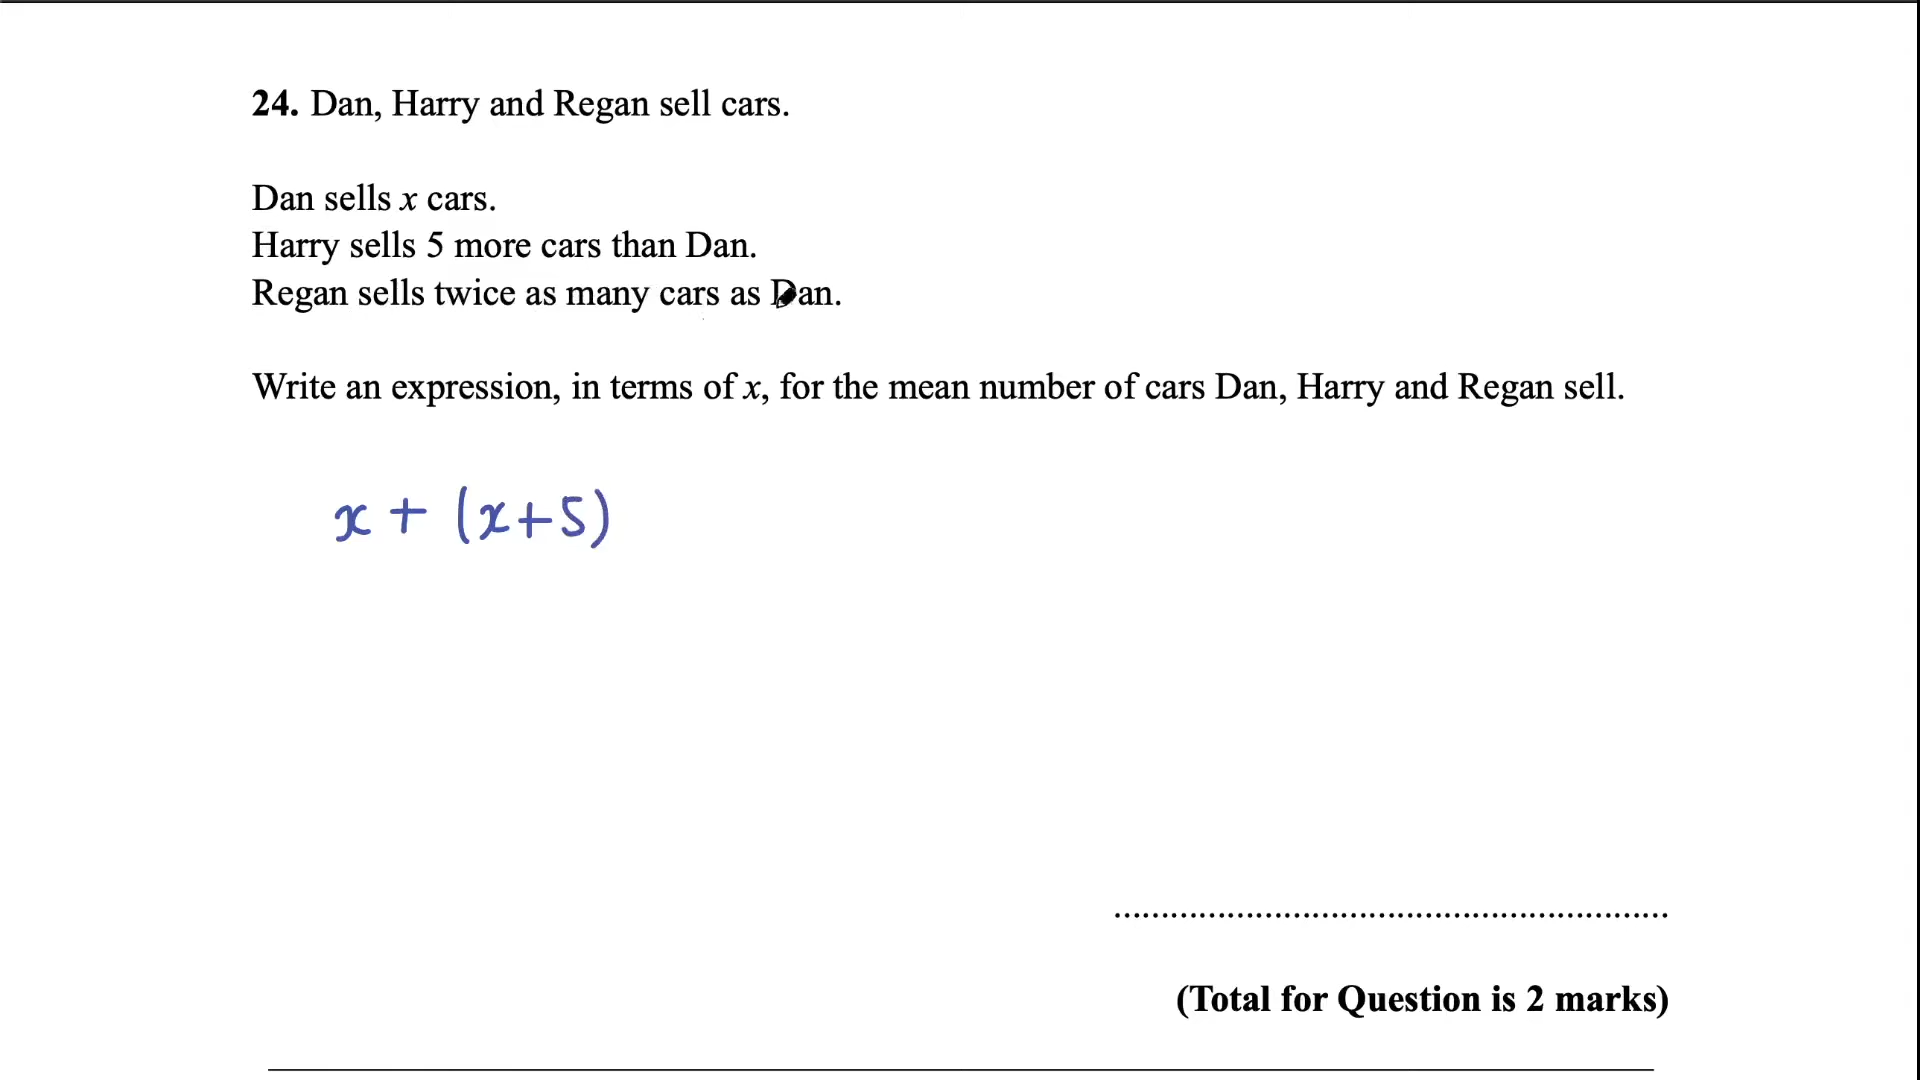 24. Dan, Harry and Regan sell cars.
Dan sells x cars.
Harry sells 5 more cars than Dan.
Regan sells twice as many cars as Dan.
Write an expression, in terms of x, for the mean number of cars Dan, Harry and Regan sell.
x + (x+5)
............................................................
(Total for Question is 2 marks)